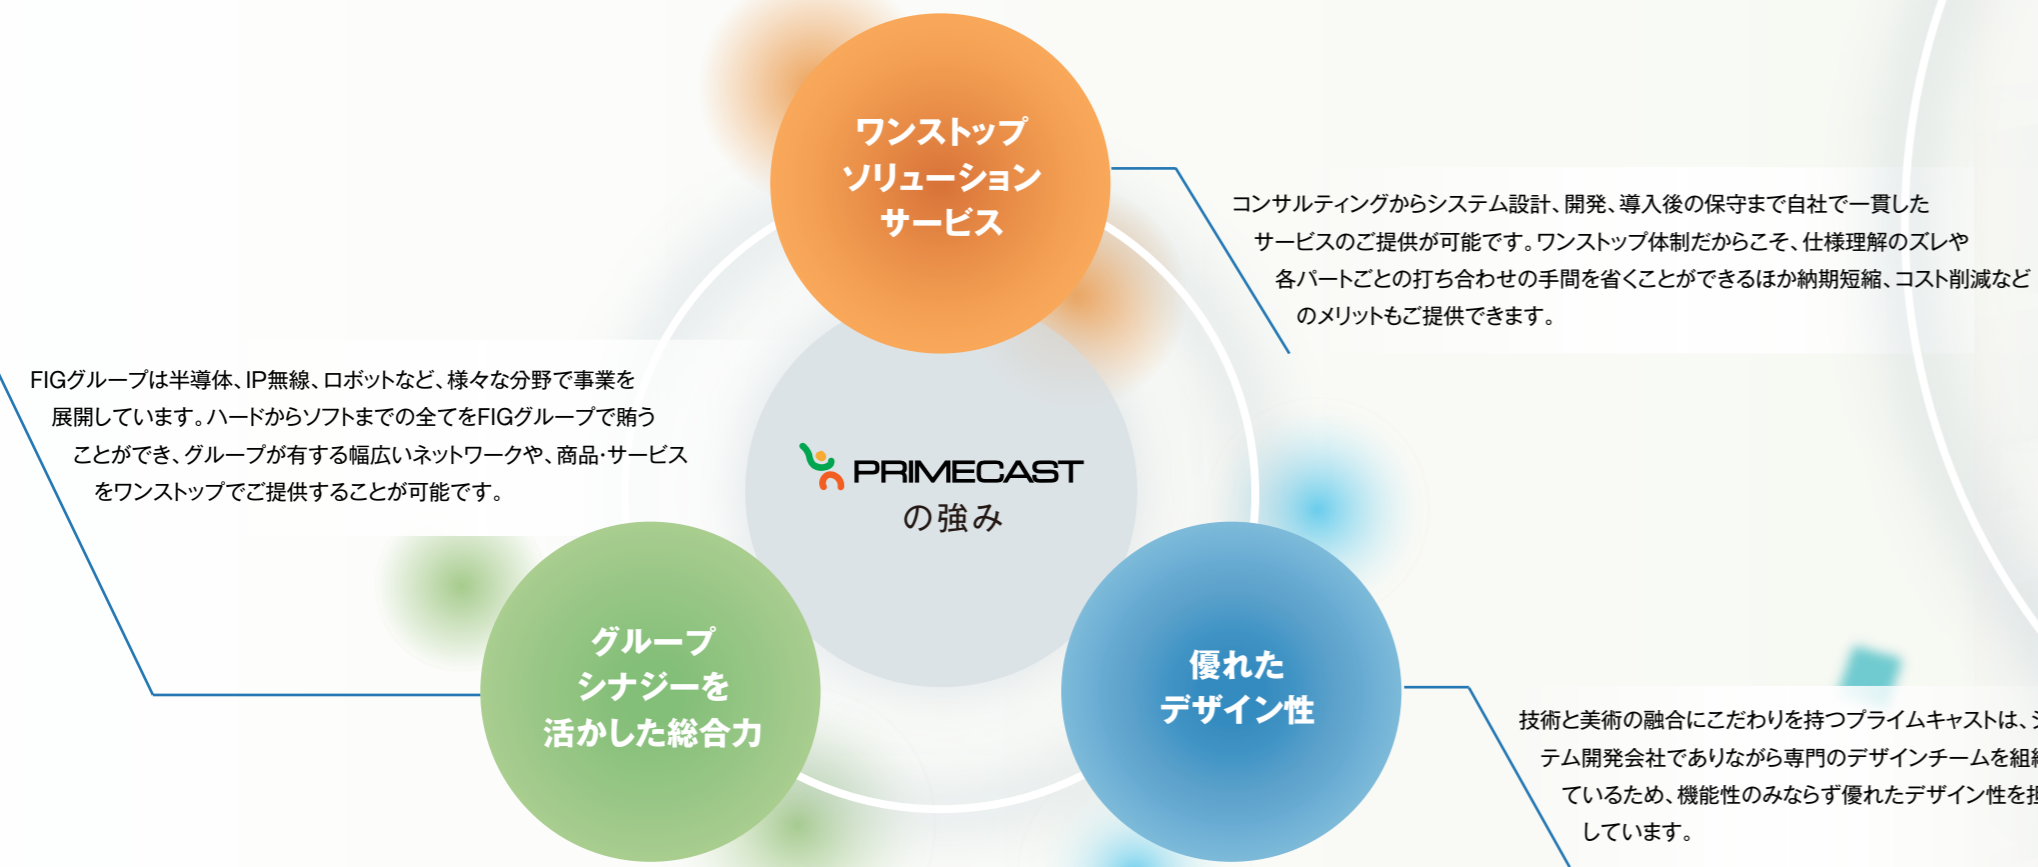 ワンストップ
ソリューション
サービス
コンサルティングからシステム設計、開発、導入後の保守まで自社で一貫した
サービスのご提供が可能です。ワンストップ体制だからこそ、仕様理解のズレや
各パートごとの打ち合わせの手間を省くことができるほか納期短縮、コスト削減など
のメリットもご提供できます。
FIGグループは半導体、IP無線、ロボットなど、様々な分野で事業を
展開しています。ハードからソフトまでの全てをFIGグループで賄う
ことができ、グループが有する幅広いネットワークや、商品・サービス
をワンストップでご提供することが可能です。
PRIMECAST
の強み
グループ
シナジーを
活かした総合力
優れた
デザイン性
技術と美術の融合にこだわりを持つプライムキャストは、
テム開発会社でありながら専門のデザインチームを
ているため、機能性のみならず優れたデザイン性を
しています。